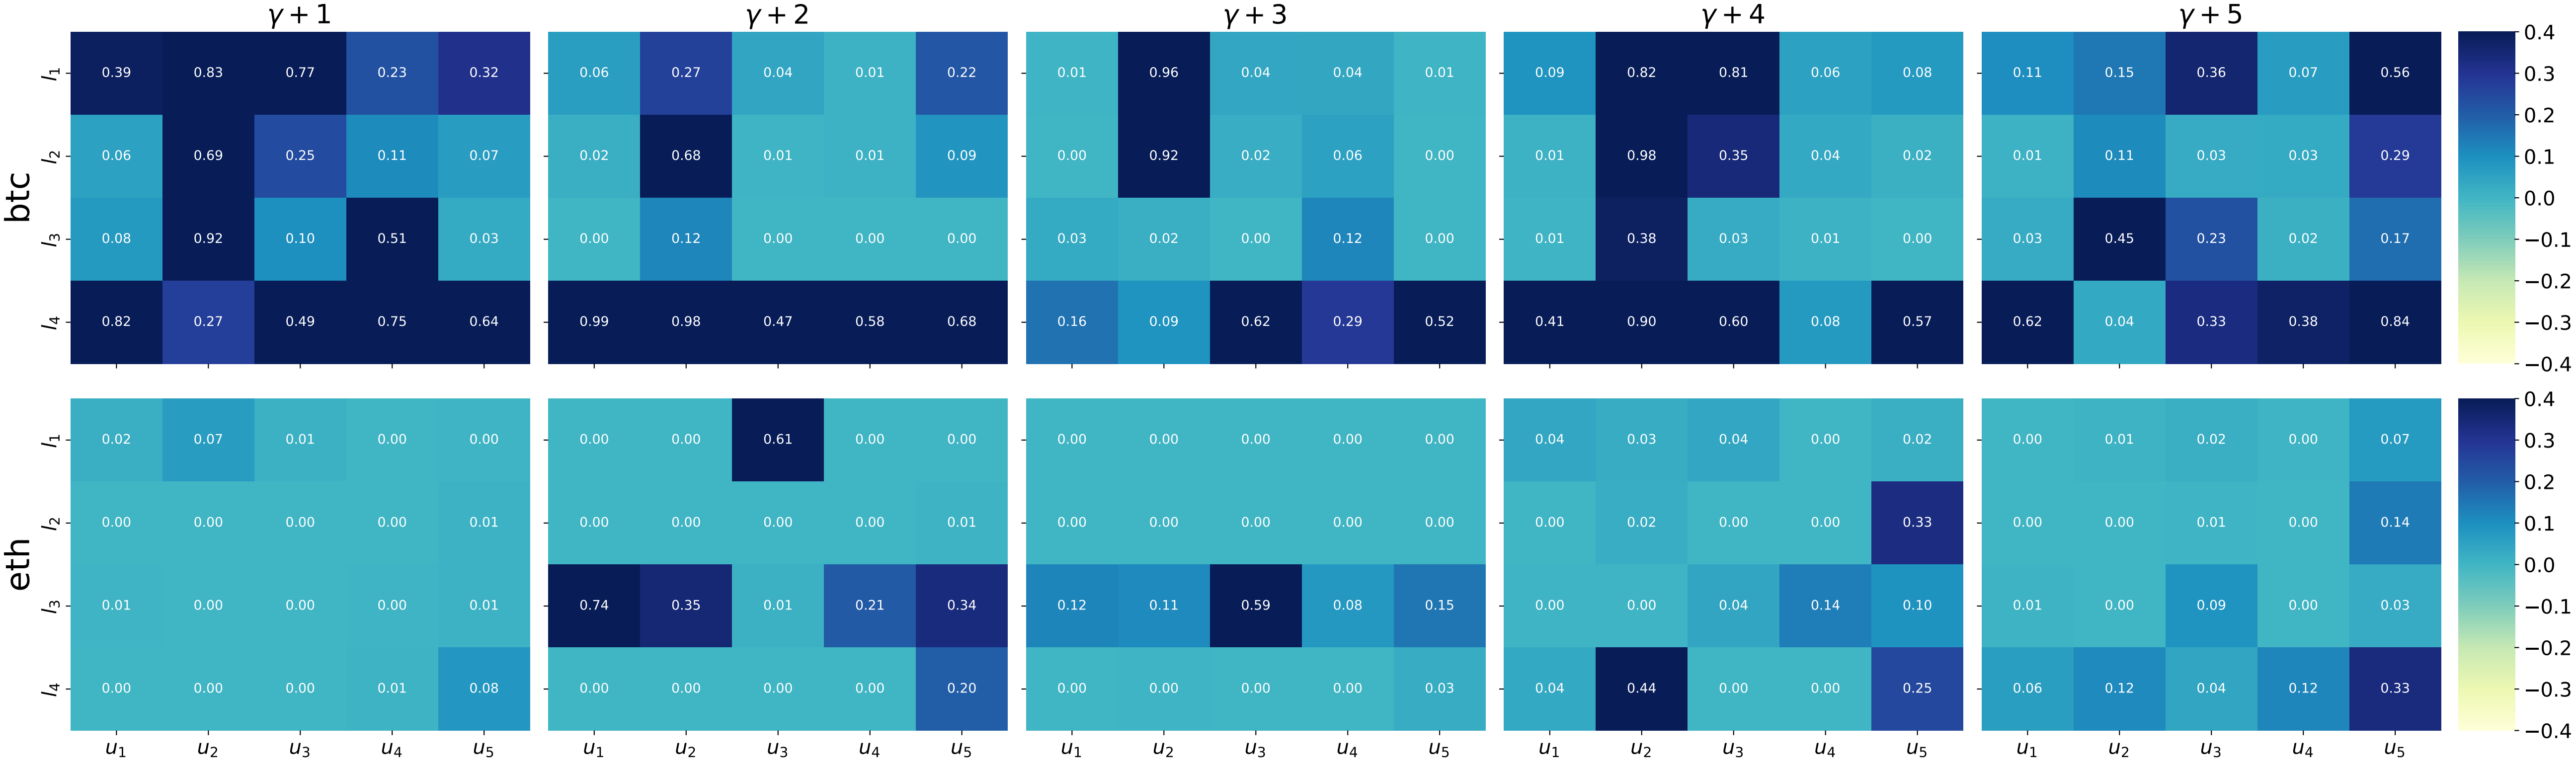 γ + 1 γ + 2 γ + 3 γ + 4 γ + 5
l₁ 0.39 0.83 0.77 0.23 0.32 0.06 0.27 0.04 0.01 0.22 0.01 0.96 0.04 0.04 0.01 0.09 0.82 0.81 0.06 0.08 0.11 0.15 0.36 0.07 0.56
l₂ 0.06 0.69 0.25 0.11 0.07 0.02 0.68 0.01 0.01 0.09 0.00 0.92 0.02 0.06 0.00 0.01 0.98 0.35 0.04 0.02 0.01 0.11 0.03 0.03 0.29
btc
l₃ 0.08 0.92 0.10 0.51 0.03 0.00 0.12 0.00 0.00 0.00 0.03 0.02 0.00 0.12 0.00 0.01 0.38 0.03 0.01 0.00 0.03 0.45 0.23 0.02 0.17
l₄ 0.82 0.27 0.49 0.75 0.64 0.99 0.98 0.47 0.58 0.68 0.16 0.09 0.62 0.29 0.52 0.41 0.90 0.60 0.08 0.57 0.62 0.04 0.33 0.38 0.84
0.4
0.3
0.2
0.1
0.0
−0.1
−0.2
−0.3
−0.4
l₁ 0.02 0.07 0.01 0.00 0.00 0.00 0.00 0.61 0.00 0.00 0.00 0.00 0.00 0.00 0.00 0.04 0.03 0.04 0.00 0.02 0.00 0.01 0.02 0.00 0.07
l₂ 0.00 0.00 0.00 0.00 0.01 0.00 0.00 0.00 0.00 0.01 0.00 0.00 0.00 0.00 0.00 0.00 0.02 0.00 0.00 0.33 0.00 0.00 0.01 0.00 0.14
eth
l₃ 0.01 0.00 0.00 0.00 0.01 0.74 0.35 0.01 0.21 0.34 0.12 0.11 0.59 0.08 0.15 0.00 0.00 0.04 0.14 0.10 0.01 0.00 0.09 0.00 0.03
l₄ 0.00 0.00 0.00 0.01 0.08 0.00 0.00 0.00 0.00 0.20 0.00 0.00 0.00 0.00 0.03 0.04 0.44 0.00 0.00 0.25 0.06 0.12 0.04 0.12 0.33
0.4
0.3
0.2
0.1
0.0
−0.1
−0.2
−0.3
−0.4
u₁ u₂ u₃ u₄ u₅ u₁ u₂ u₃ u₄ u₅ u₁ u₂ u₃ u₄ u₅ u₁ u₂ u₃ u₄ u₅ u₁ u₂ u₃ u₄ u₅